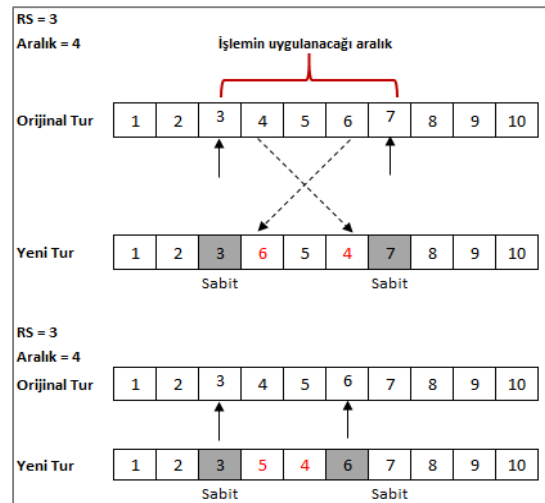 RS = 3
Aralık = 4
İşlemin uygulanacağı aralık
Orijinal Tur 1 2 3 4 5 6 7 8 9 10
Yeni Tur 1 2 3 6 5 4 7 8 9 10
Sabit Sabit
RS = 3
Aralık = 4
Orijinal Tur 1 2 3 4 5 6 7 8 9 10
Yeni Tur 1 2 3 5 4 6 7 8 9 10
Sabit Sabit